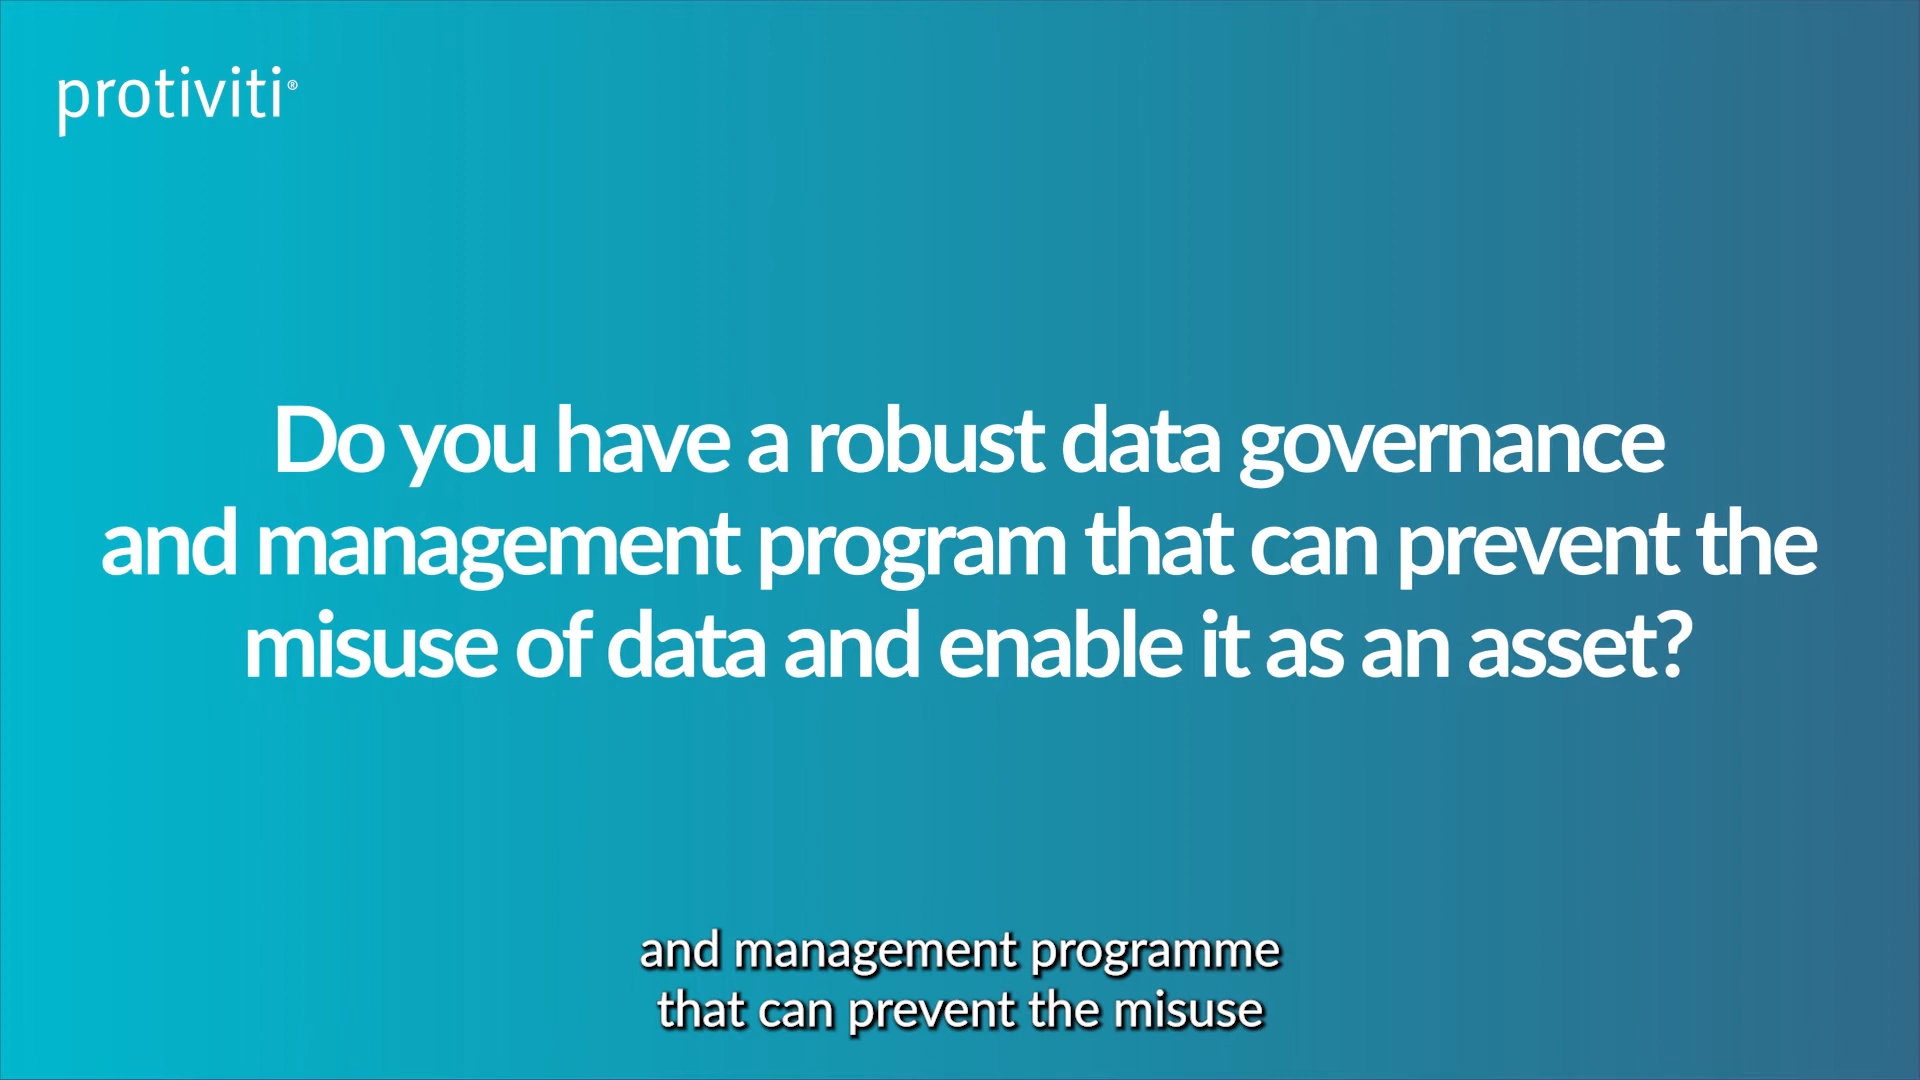 protiviti®
Do you have a robust data governance
and management program that can prevent the
misuse of data and enable it as an asset?
and management programme
that can prevent the misuse